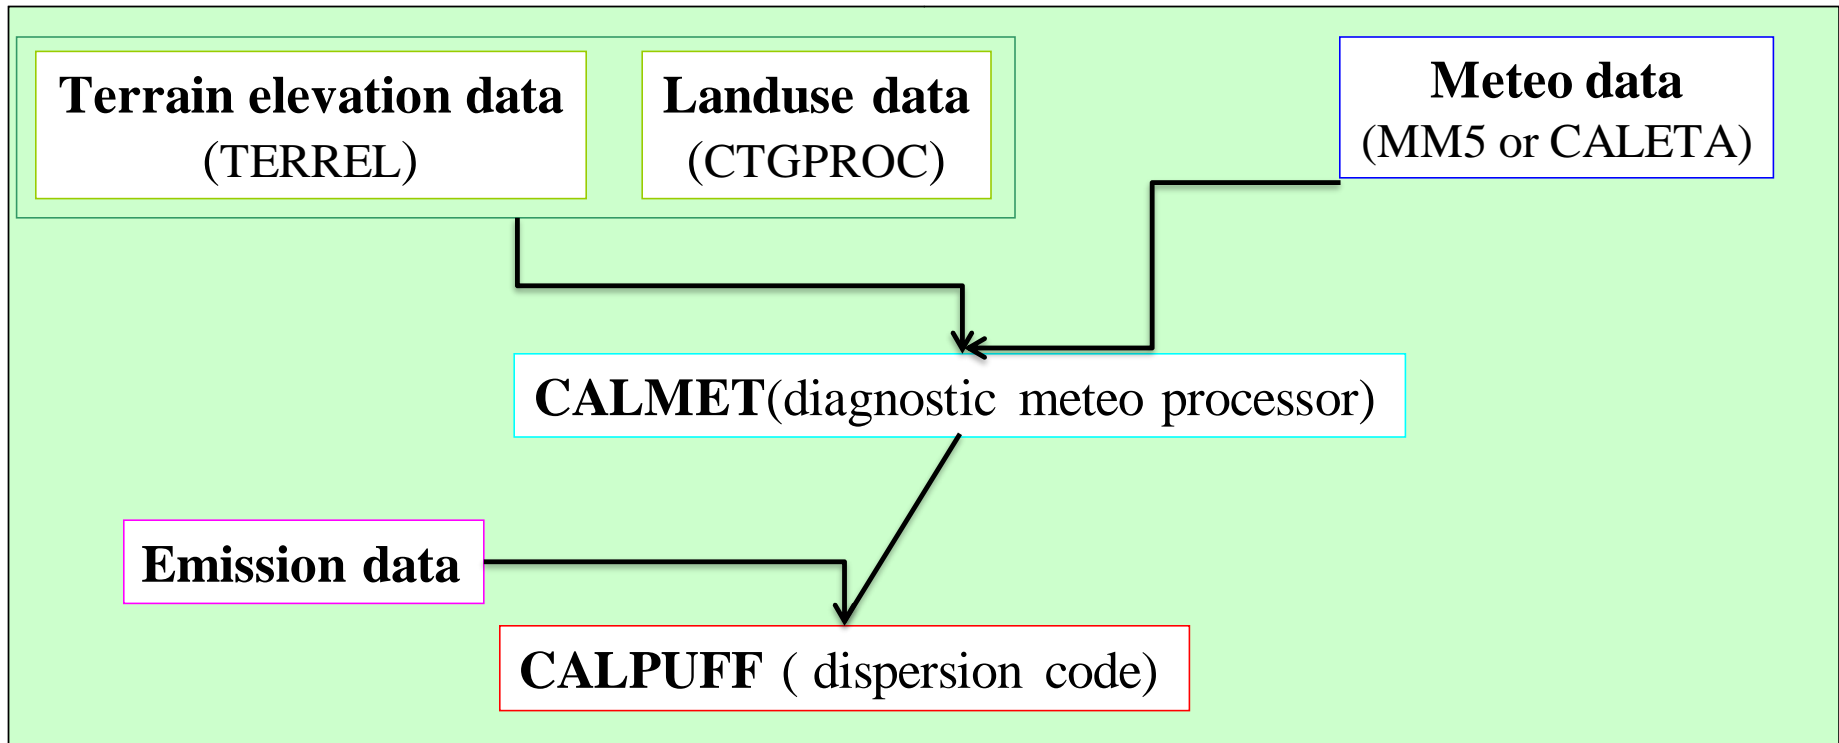 Terrain elevation data
(TERREL)
Landuse data
(CTGPROC)
Meteo data
(MM5 or CALETA)
CALMET(diagnostic meteo processor)
Emission data
CALPUFF ( dispersion code)